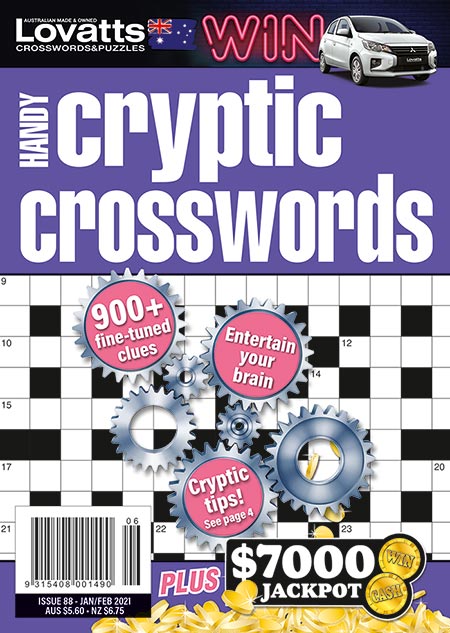 AUSTRALIAN MADE & OWNED
Lovatts
CROSSWORDS&PUZZLES
WIN
HANDY
cryptic
crosswords
9
900+
fine-tuned
clues
Entertain
your
brain
10
12
14
15
17
20
Cryptic
tips!
See page 4
21
23
06
9 315408 001490
ISSUE 88 - JAN/FEB 2021
AUS $5.60 - NZ $6.75
PLUS
$7000
JACKPOT
WIN
CASH